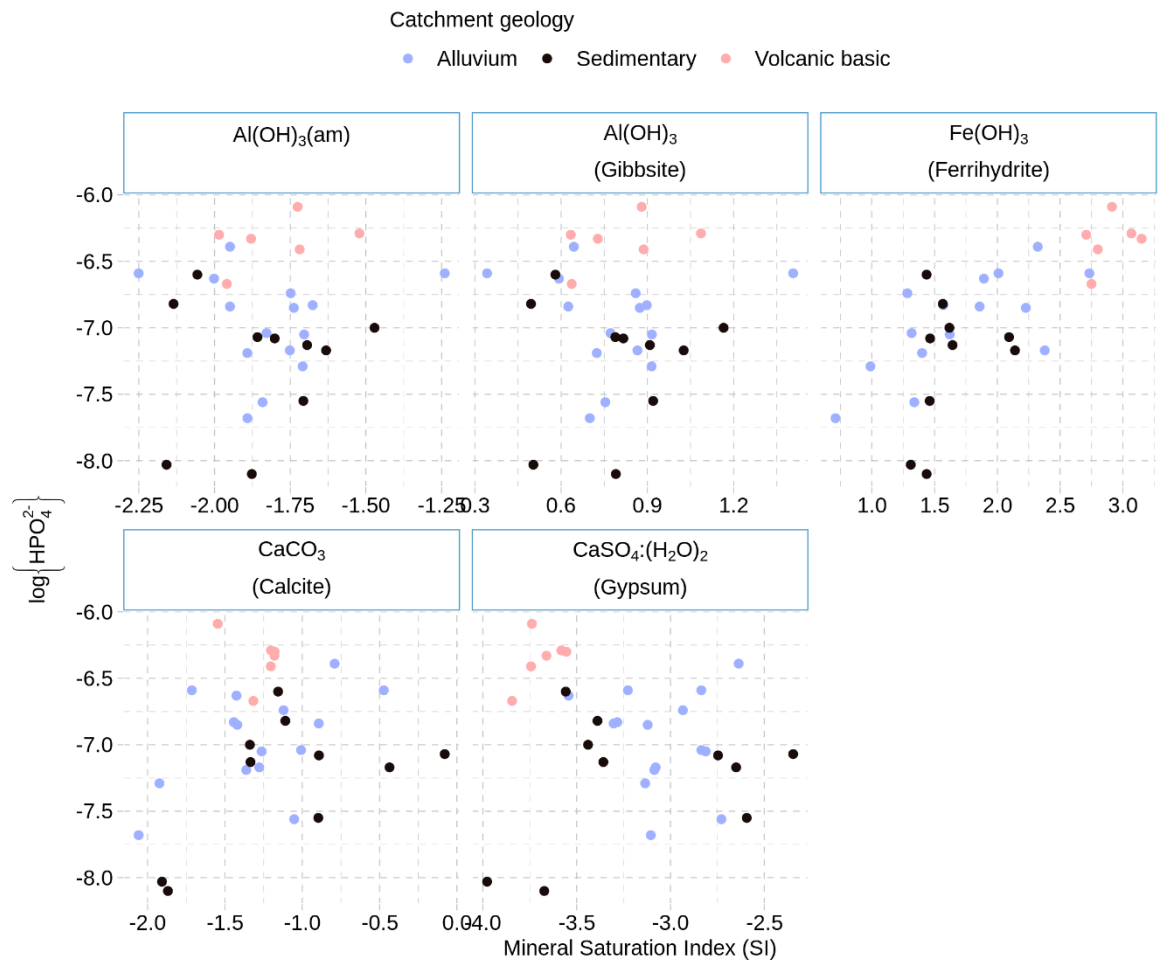 Catchment geology
Alluvium Sedimentary Volcanic basic
Al(OH)₃(am)
Al(OH)₃
(Gibbsite)
Fe(OH)₃
(Ferrihydrite)
-6.0
-6.5
-7.0
-7.5
-8.0
-2.25 -2.00 -1.75 -1.50 -1.25
0.3 0.6 0.9 1.2
1.0 1.5 2.0 2.5 3.0
log{HPO₄²⁻}
CaCO₃
(Calcite)
CaSO₄:(H₂O)₂
(Gypsum)
-6.0
-6.5
-7.0
-7.5
-8.0
-2.0 -1.5 -1.0 -0.5 0.0
-4.0 -3.5 -3.0 -2.5
Mineral Saturation Index (SI)